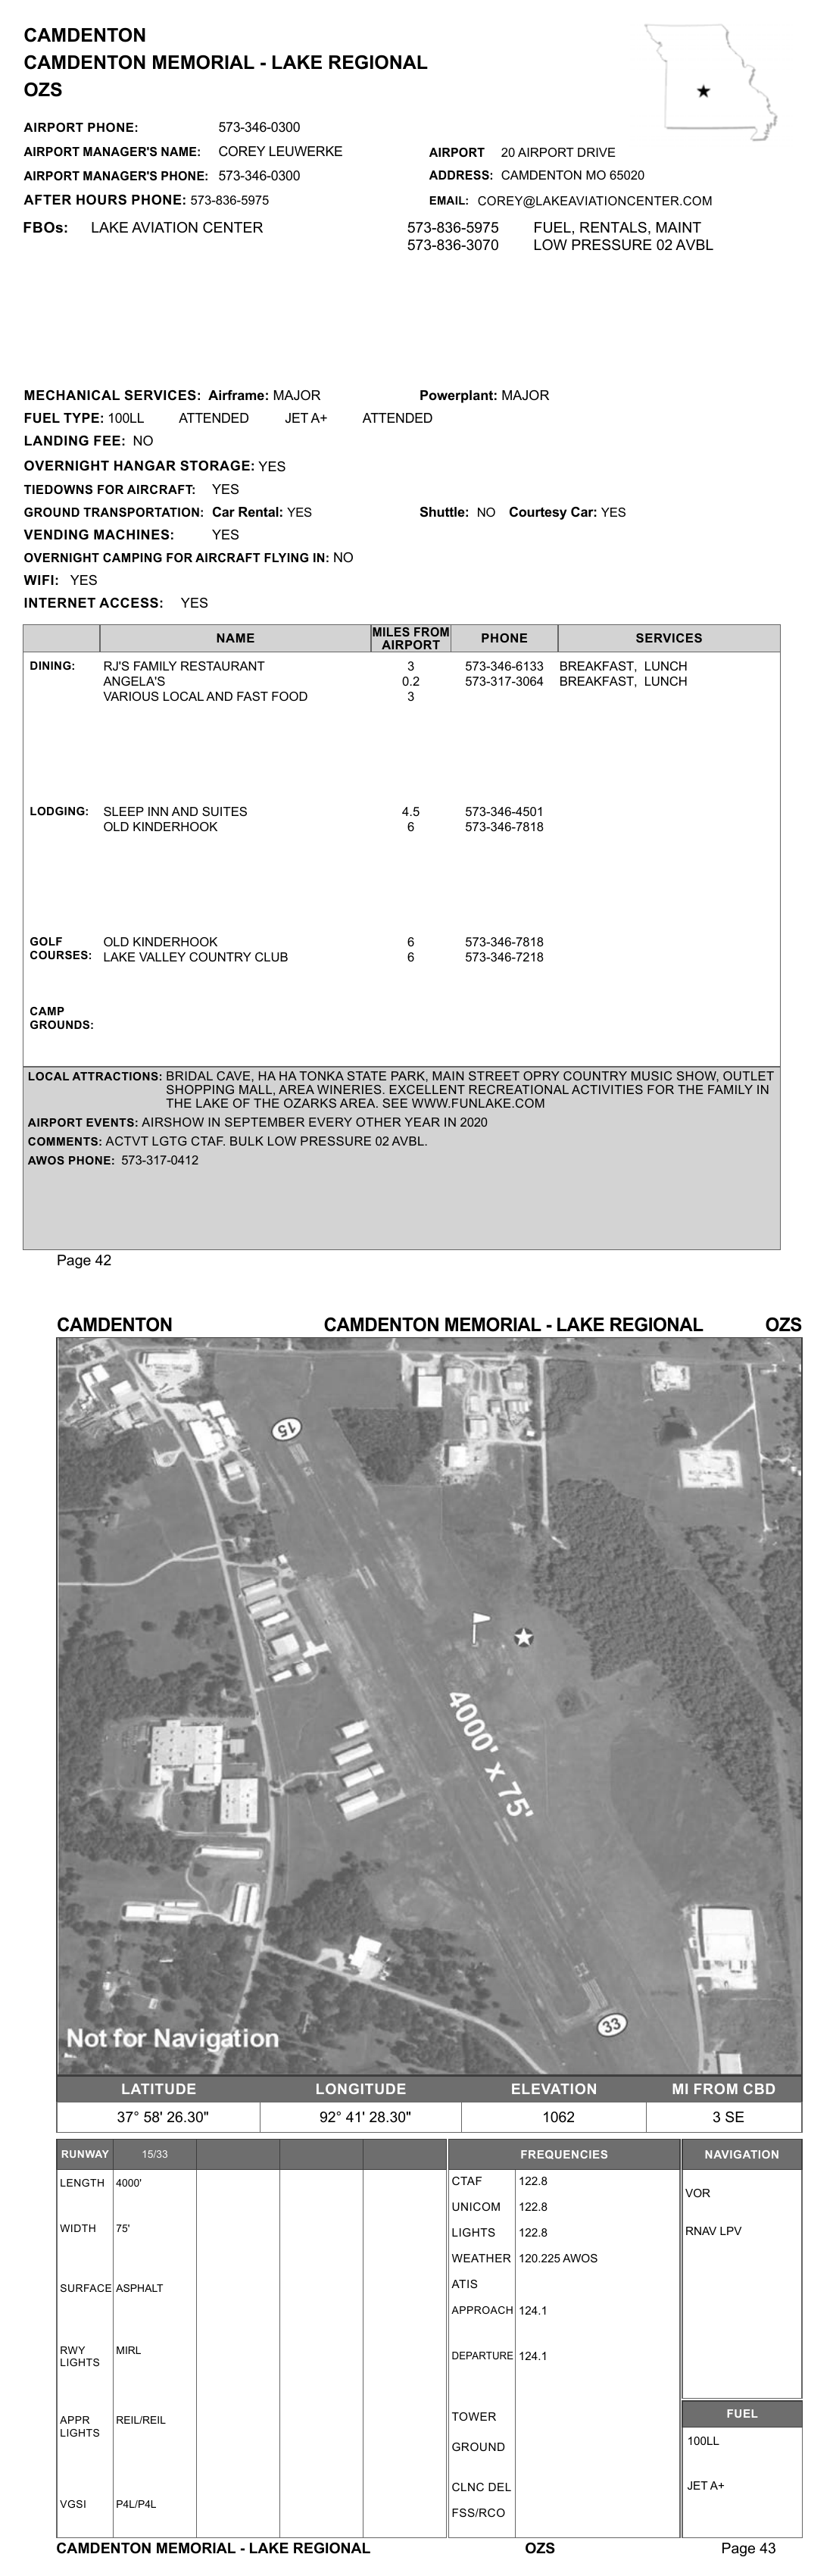 CAMDENTON
CAMDENTON MEMORIAL - LAKE REGIONAL
OZS
AIRPORT PHONE: 573-346-0300
AIRPORT MANAGER'S NAME: COREY LEUWERKE
AIRPORT 20 AIRPORT DRIVE
AIRPORT MANAGER'S PHONE: 573-346-0300
ADDRESS: CAMDENTON MO 65020
AFTER HOURS PHONE: 573-836-5975
EMAIL: COREY@LAKEAVIATIONCENTER.COM
FBOs: LAKE AVIATION CENTER 573-836-5975 FUEL, RENTALS, MAINT
573-836-3070 LOW PRESSURE 02 AVBL
MECHANICAL SERVICES: Airframe: MAJOR Powerplant: MAJOR
FUEL TYPE: 100LL ATTENDED JET A+ ATTENDED
LANDING FEE: NO
OVERNIGHT HANGAR STORAGE: YES
TIEDOWNS FOR AIRCRAFT: YES
GROUND TRANSPORTATION: Car Rental: YES Shuttle: NO Courtesy Car: YES
VENDING MACHINES: YES
OVERNIGHT CAMPING FOR AIRCRAFT FLYING IN: NO
WIFI: YES
INTERNET ACCESS: YES
NAME MILES FROM AIRPORT PHONE SERVICES
DINING: RJ'S FAMILY RESTAURANT 3 573-346-6133 BREAKFAST, LUNCH
ANGELA'S 0.2 573-317-3064 BREAKFAST, LUNCH
VARIOUS LOCAL AND FAST FOOD 3
LODGING: SLEEP INN AND SUITES 4.5 573-346-4501
OLD KINDERHOOK 6 573-346-7818
GOLF COURSES: OLD KINDERHOOK 6 573-346-7818
LAKE VALLEY COUNTRY CLUB 6 573-346-7218
CAMP
GROUNDS:
LOCAL ATTRACTIONS: BRIDAL CAVE, HA HA TONKA STATE PARK, MAIN STREET OPRY COUNTRY MUSIC SHOW, OUTLET
SHOPPING MALL, AREA WINERIES. EXCELLENT RECREATIONAL ACTIVITIES FOR THE FAMILY IN
THE LAKE OF THE OZARKS AREA. SEE WWW.FUNLAKE.COM
AIRPORT EVENTS: AIRSHOW IN SEPTEMBER EVERY OTHER YEAR IN 2020
COMMENTS: ACTVT LGTG CTAF. BULK LOW PRESSURE 02 AVBL.
AWOS PHONE: 573-317-0412
Page 42
CAMDENTON CAMDENTON MEMORIAL - LAKE REGIONAL OZS
15
4000' x 75'
33
Not for Navigation
LATITUDE LONGITUDE ELEVATION MI FROM CBD
37° 58' 26.30" 92° 41' 28.30" 1062 3 SE
RUNWAY 15/33
LENGTH 4000'
WIDTH 75'
SURFACE ASPHALT
RWY LIGHTS MIRL
APPR LIGHTS REIL/REIL
VGSI P4L/P4L
FREQUENCIES
CTAF 122.8
UNICOM 122.8
LIGHTS 122.8
WEATHER 120.225 AWOS
ATIS
APPROACH 124.1
DEPARTURE 124.1
TOWER
GROUND
CLNC DEL
FSS/RCO
NAVIGATION
VOR
RNAV LPV
FUEL
100LL
JET A+
CAMDENTON MEMORIAL - LAKE REGIONAL OZS Page 43